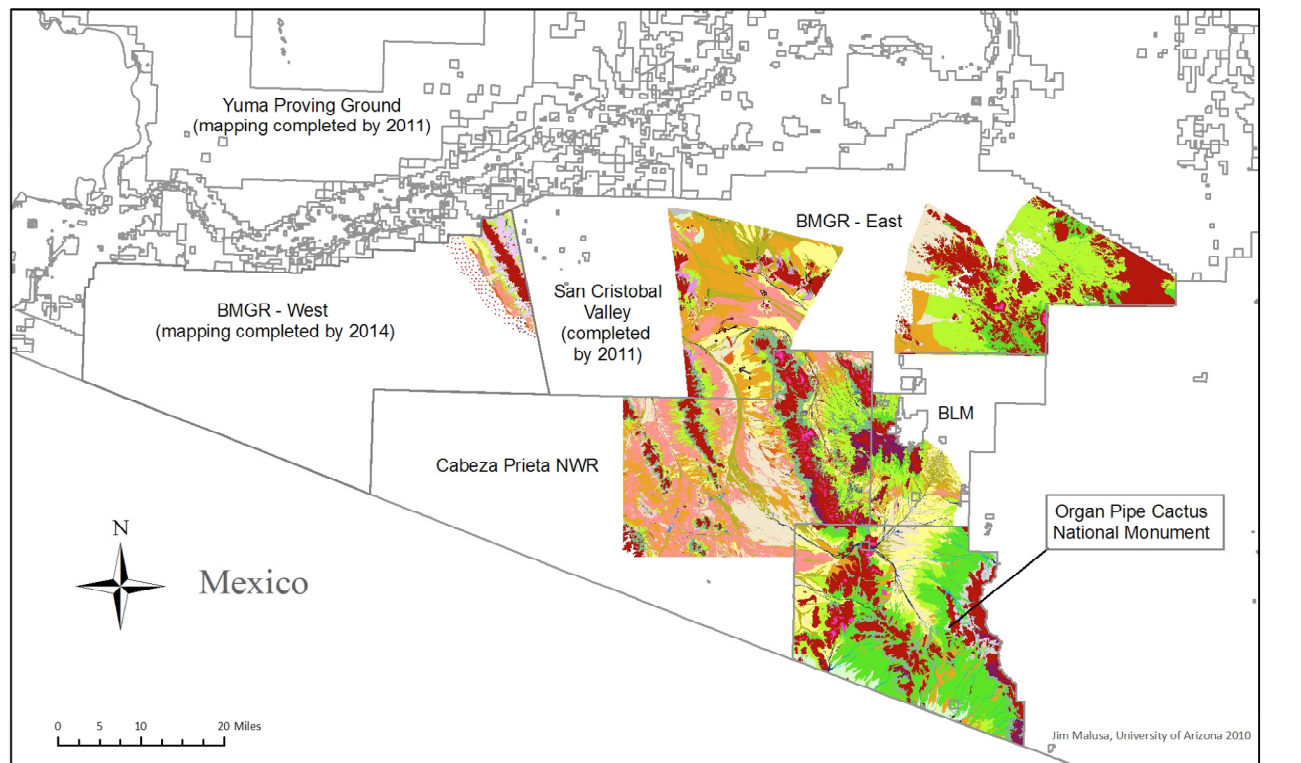 Yuma Proving Ground
(mapping completed by 2011)
BMGR - East
BMGR - West
(mapping completed by 2014)
San Cristobal
Valley
(completed
by 2011)
BLM
Cabeza Prieta NWR
Organ Pipe Cactus
National Monument
N
Mexico
0 5 10 20 Miles
Jim Malusa, University of Arizona 2010